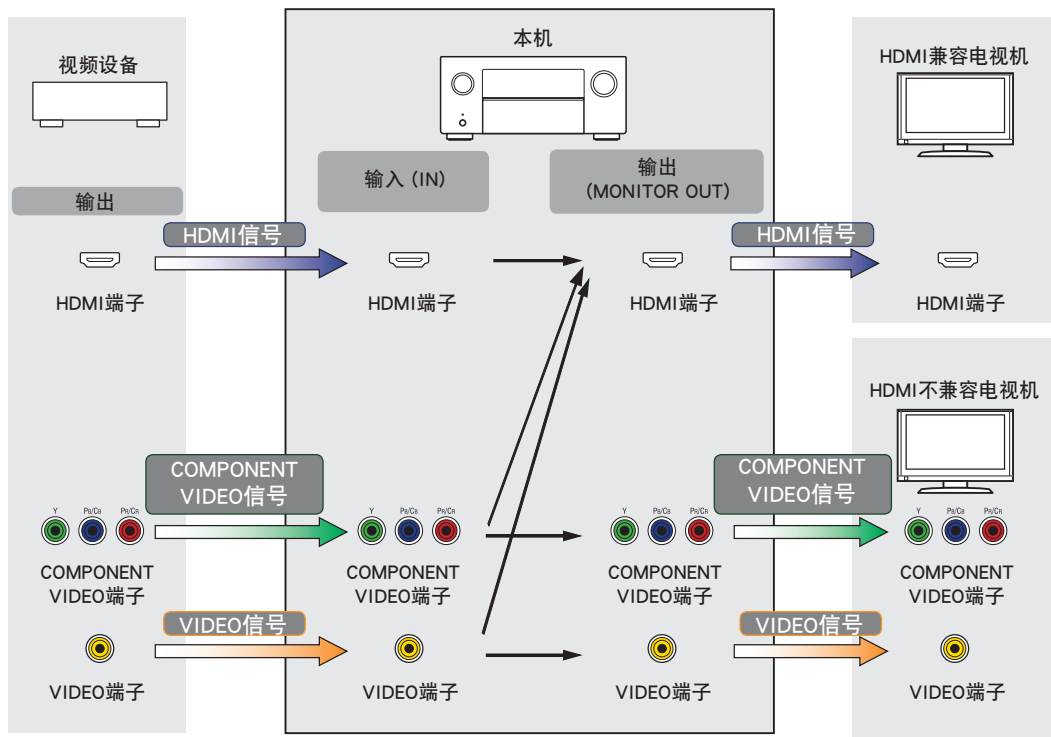 本机
视频设备
HDMI兼容电视机
输入 (IN)
输出
(MONITOR OUT)
输出
HDMI信号
HDMI信号
HDMI端子
HDMI端子
HDMI端子
HDMI端子
HDMI不兼容电视机
COMPONENT
VIDEO信号
COMPONENT
VIDEO信号
Y PB/CB PR/CR
Y PB/CB PR/CR
Y PB/CB PR/CR
Y PB/CB PR/CR
COMPONENT
VIDEO端子
COMPONENT
VIDEO端子
COMPONENT
VIDEO端子
COMPONENT
VIDEO端子
VIDEO信号
VIDEO信号
VIDEO端子
VIDEO端子
VIDEO端子
VIDEO端子